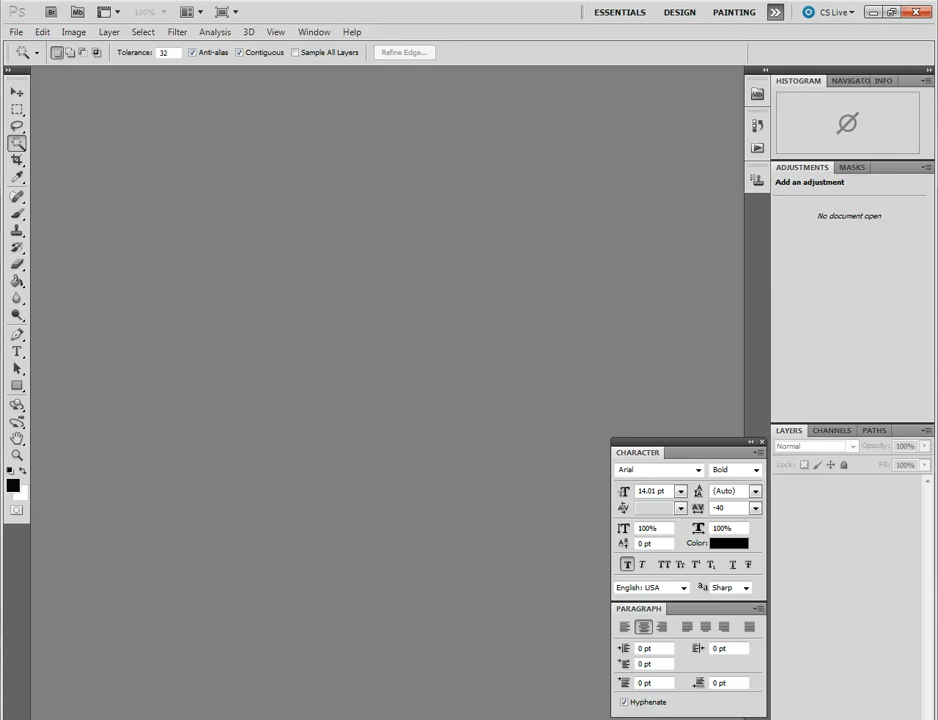 Ps Br Mb 100% ESSENTIALS DESIGN PAINTING CS Live
File Edit Image Layer Select Filter Analysis 3D View Window Help
Tolerance: 32 Anti-alias Contiguous Sample All Layers Refine Edge...
HISTOGRAM NAVIGATO INFO
Mb
ADJUSTMENTS MASKS
Add an adjustment
No document open
LAYERS CHANNELS PATHS
Normal Opacity: 100%
Lock: Fill: 100%
CHARACTER
Arial Bold
14.01 pt (Auto)
-40
100% 100%
0 pt Color:
T T TT Tr T¹ T₁ T T
English: USA aa Sharp
PARAGRAPH
0 pt 0 pt
0 pt
0 pt 0 pt
Hyphenate